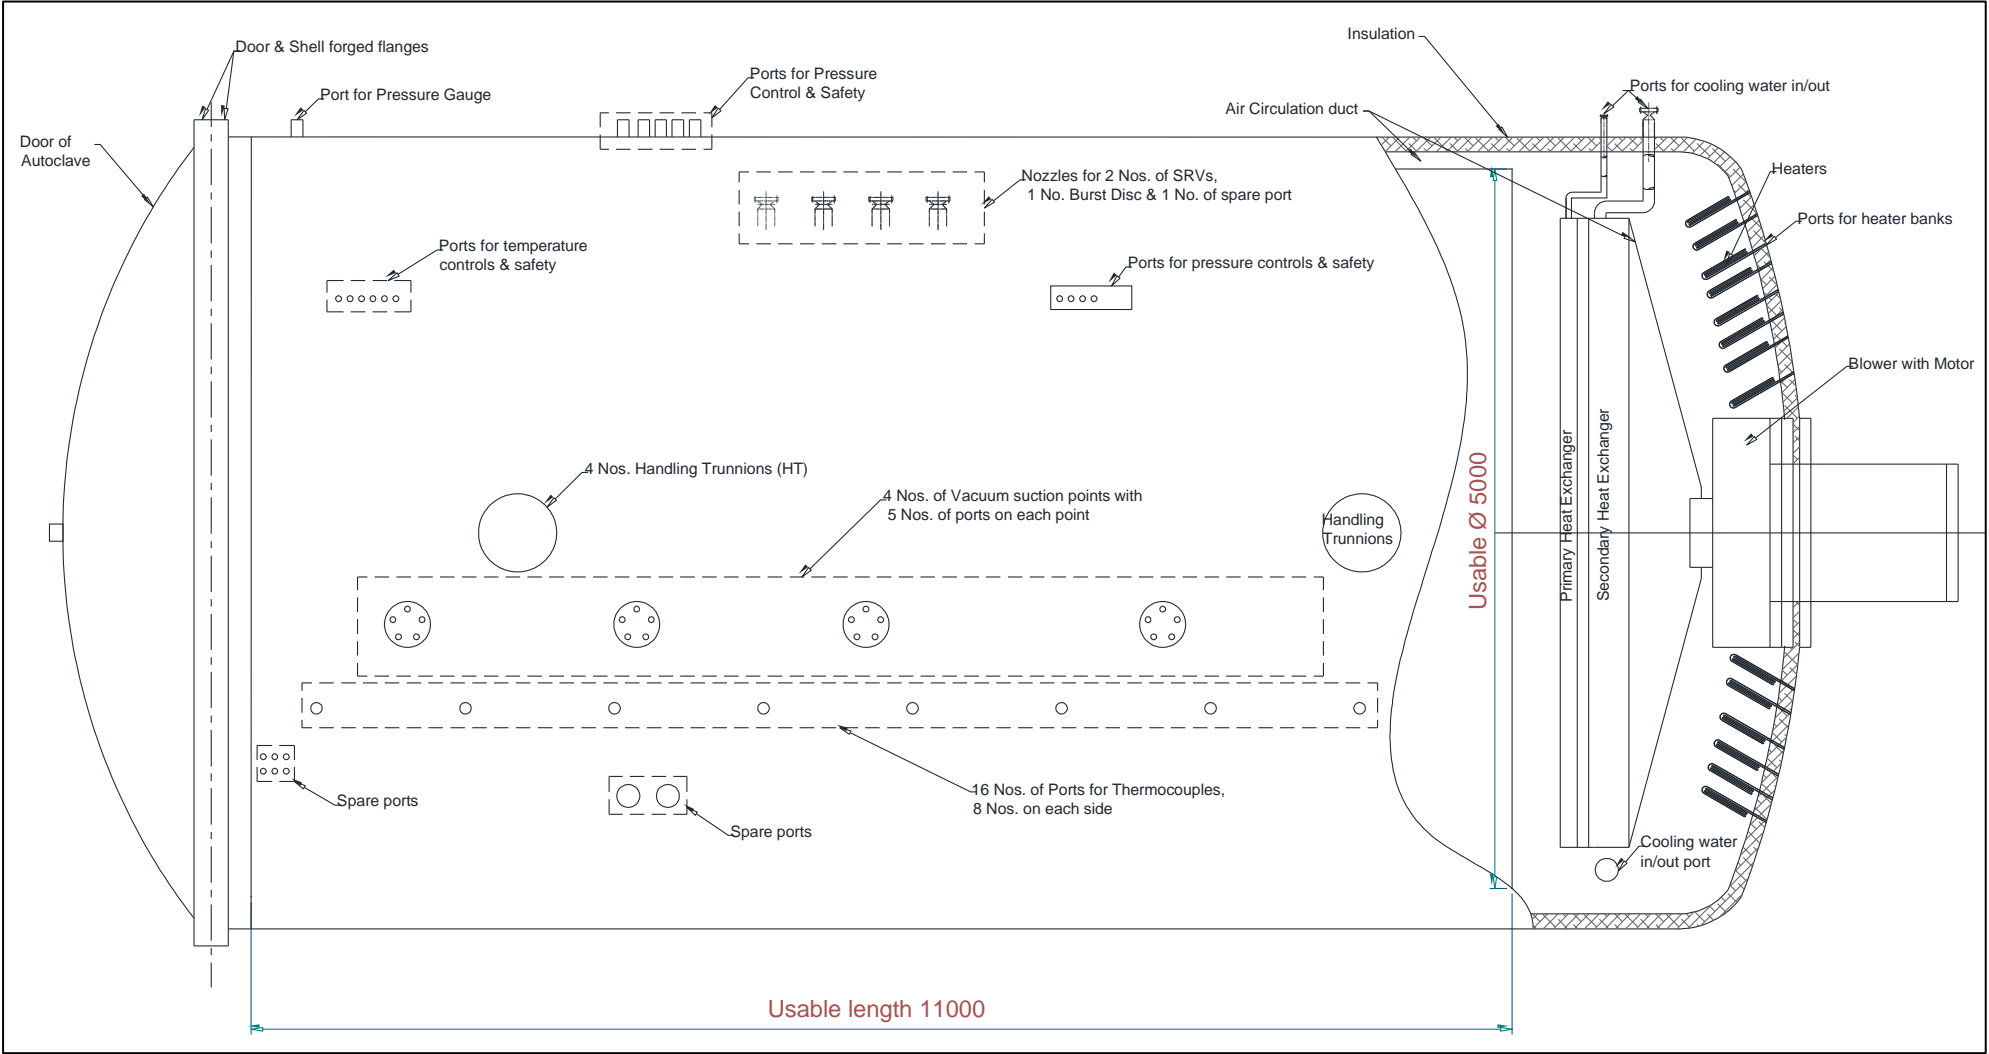 Door & Shell forged flanges
Insulation
Ports for Pressure
Control & Safety
Port for Pressure Gauge
Ports for cooling water in/out
Air Circulation duct
Door of
Autoclave
Nozzles for 2 Nos. of SRVs,
1 No. Burst Disc & 1 No. of spare port
Heaters
Ports for heater banks
Ports for temperature
controls & safety
Ports for pressure controls & safety
Blower with Motor
4 Nos. Handling Trunnions (HT)
4 Nos. of Vacuum suction points with
5 Nos. of ports on each point
Handling
Trunnions
Usable Ø 5000
Primary Heat Exchanger
Secondary Heat Exchanger
16 Nos. of Ports for Thermocouples,
8 Nos. on each side
Spare ports
Spare ports
Cooling water
in/out port
Usable length 11000